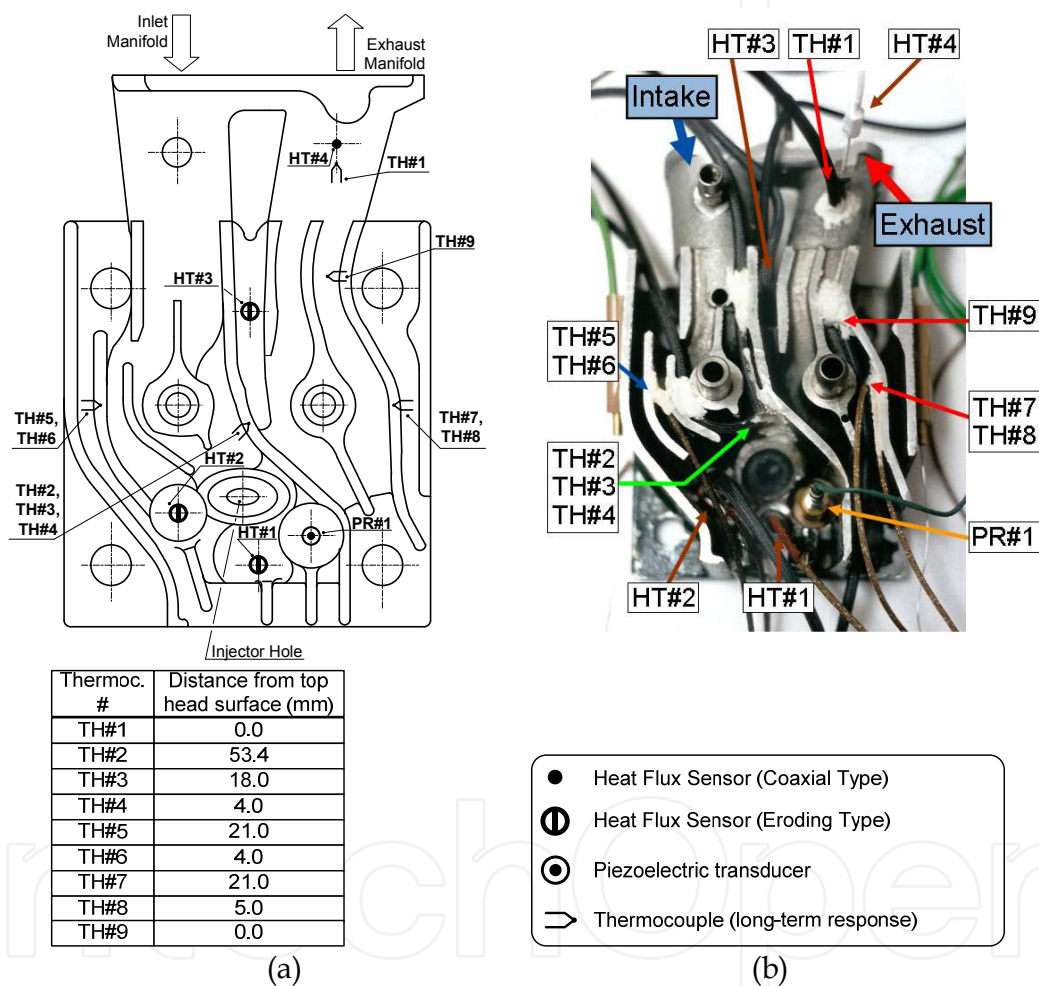 Inlet
Manifold
Exhaust
Manifold
HT#4
TH#1
TH#9
HT#3
TH#5,
TH#6
TH#7,
TH#8
HT#2
TH#2,
TH#3,
TH#4
HT#1
PR#1
Injector Hole
Thermoc. # Distance from top head surface (mm)
TH#1 0.0
TH#2 53.4
TH#3 18.0
TH#4 4.0
TH#5 21.0
TH#6 4.0
TH#7 21.0
TH#8 5.0
TH#9 0.0
(a)
HT#3 TH#1 HT#4
Intake
Exhaust
TH#9
TH#5
TH#6
TH#7
TH#8
TH#2
TH#3
TH#4
PR#1
HT#2 HT#1
Heat Flux Sensor (Coaxial Type)
Heat Flux Sensor (Eroding Type)
Piezoelectric transducer
Thermocouple (long-term response)
(b)